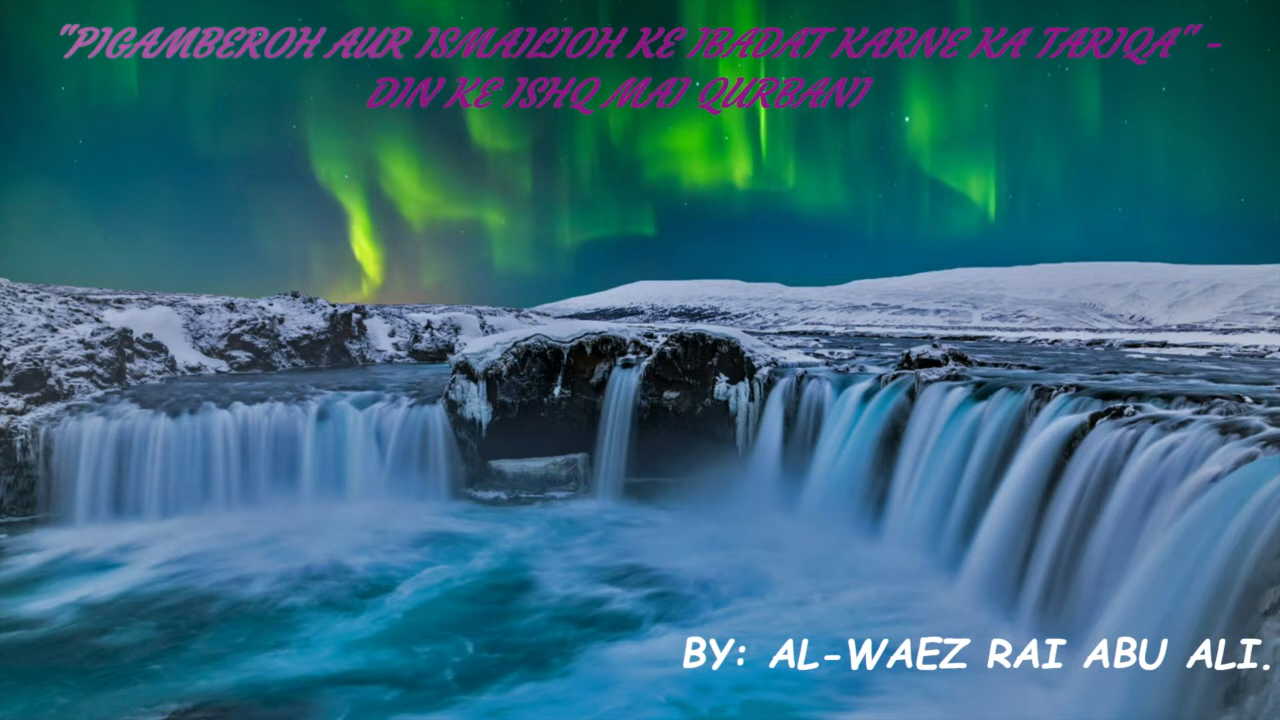 "PIGAMBEROH AUR ISMAILIOH KE IBADAT KARNE KA TARIQA" -
DIN KE ISHQ MAI QURBANI
BY: AL-WAEZ RAI ABU ALI.